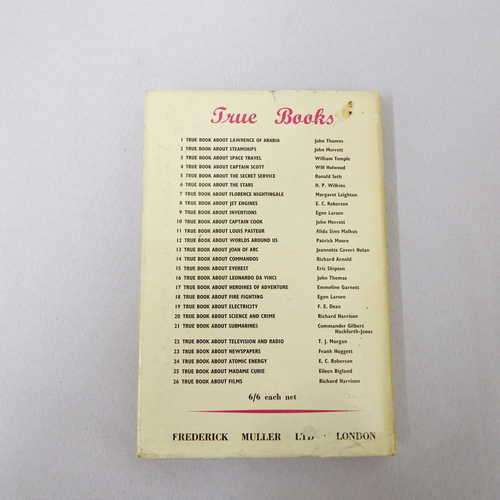 True Books
1 TRUE BOOK ABOUT LAWRENCE OF ARABIA John Thomas
2 TRUE BOOK ABOUT STEAMSHIPS John Merrett
3 TRUE BOOK ABOUT SPACE TRAVEL William Temple
4 TRUE BOOK ABOUT CAPTAIN SCOTT Will Holwood
5 TRUE BOOK ABOUT THE SECRET SERVICE Ronald Seth
6 TRUE BOOK ABOUT THE STARS H. P. Wilkins
7 TRUE BOOK ABOUT FLORENCE NIGHTINGALE Margaret Leighton
8 TRUE BOOK ABOUT JET ENGINES E. C. Roberson
9 TRUE BOOK ABOUT INVENTIONS Egon Larsen
10 TRUE BOOK ABOUT CAPTAIN COOK John Merrett
11 TRUE BOOK ABOUT LOUIS PASTEUR Alida Sims Malkus
12 TRUE BOOK ABOUT WORLDS AROUND US Patrick Moore
13 TRUE BOOK ABOUT JOAN OF ARC Jeannette Covert Nolan
14 TRUE BOOK ABOUT COMMANDOS Richard Arnold
15 TRUE BOOK ABOUT EVEREST Eric Shipton
16 TRUE BOOK ABOUT LEONARDO DA VINCI John Thomas
17 TRUE BOOK ABOUT HEROINES OF ADVENTURE Emmeline Garnett
18 TRUE BOOK ABOUT FIRE FIGHTING Egon Larsen
19 TRUE BOOK ABOUT ELECTRICITY F. E. Dean
20 TRUE BOOK ABOUT SCIENCE AND CRIME Richard Harrison
21 TRUE BOOK ABOUT SUBMARINES Commander Gilbert
Hackforth-Jones
22 TRUE BOOK ABOUT TELEVISION AND RADIO T. J. Morgan
23 TRUE BOOK ABOUT NEWSPAPERS Frank Huggett
24 TRUE BOOK ABOUT ATOMIC ENERGY E. C. Roberson
25 TRUE BOOK ABOUT MADAME CURIE Eileen Bigland
26 TRUE BOOK ABOUT FILMS Richard Harrison
6/6 each net
FREDERICK MULLER LTD LONDON